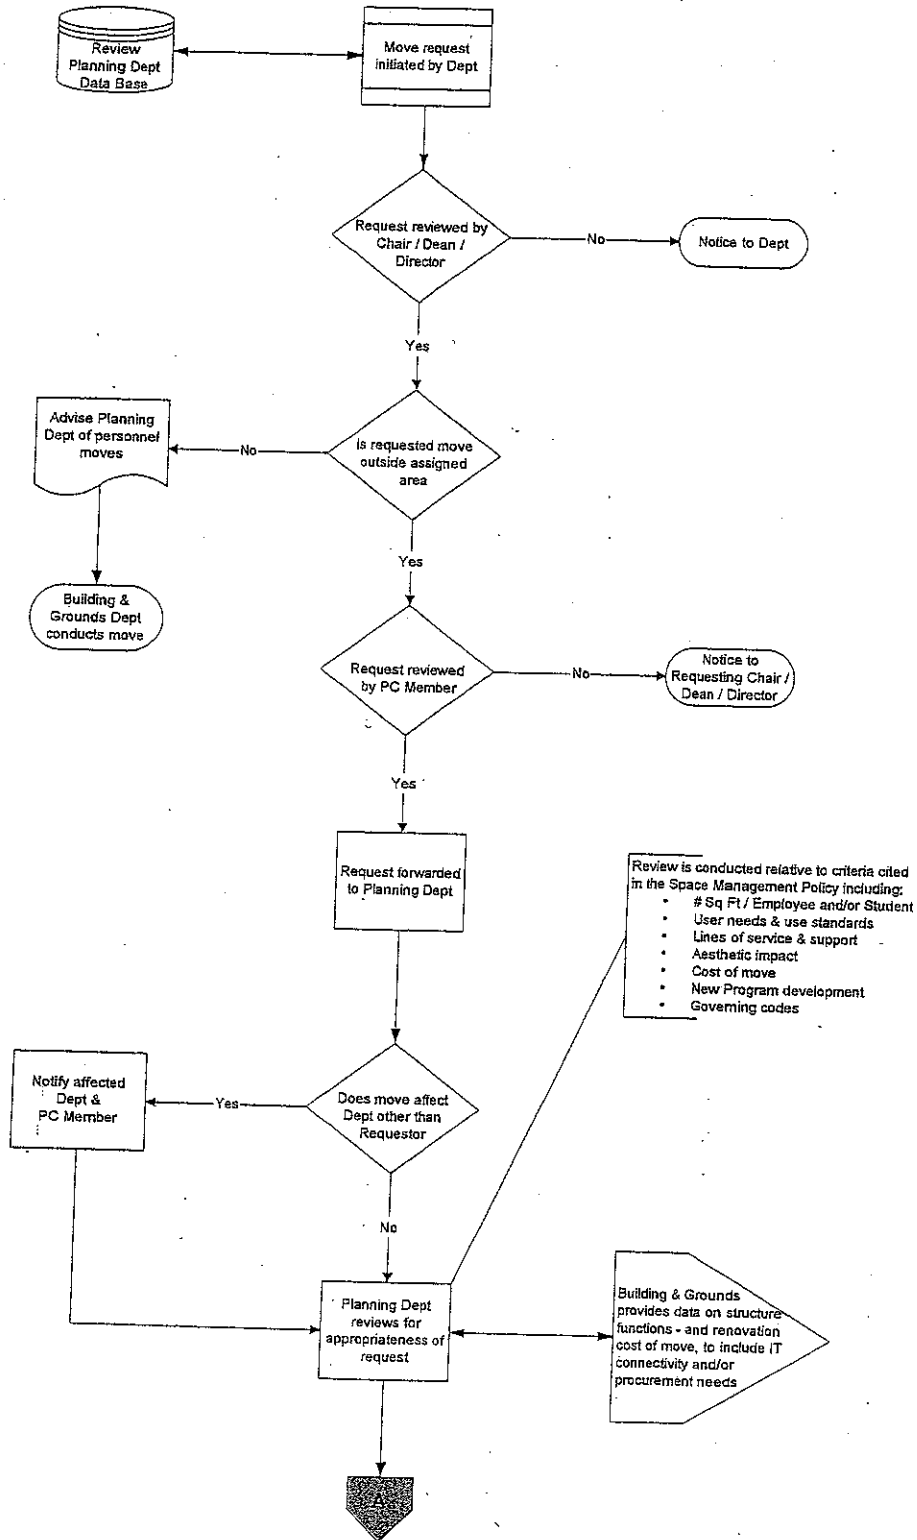 Review
Planning Dept
Data Base
Move request
initiated by Dept
Request reviewed by
Chair / Dean /
Director
No
Notice to Dept
Yes
Is requested move
outside assigned
area
No
Advise Planning
Dept of personnel
moves
Building &
Grounds Dept
conducts move
Yes
Request reviewed
by PC Member
No
Notice to
Requesting Chair /
Dean / Director
Yes
Request forwarded
to Planning Dept
Review is conducted relative to criteria cited
in the Space Management Policy including:
• # Sq Ft / Employee and/or Student
• User needs & use standards
• Lines of service & support
• Aesthetic impact
• Cost of move
• New Program development
• Governing codes
Does move affect
Dept other than
Requestor
Yes
Notify affected
Dept &
PC Member
No
Planning Dept
reviews for
appropriateness of
request
Building & Grounds
provides data on structure
functions - and renovation
cost of move, to include IT
connectivity and/or
procurement needs
A